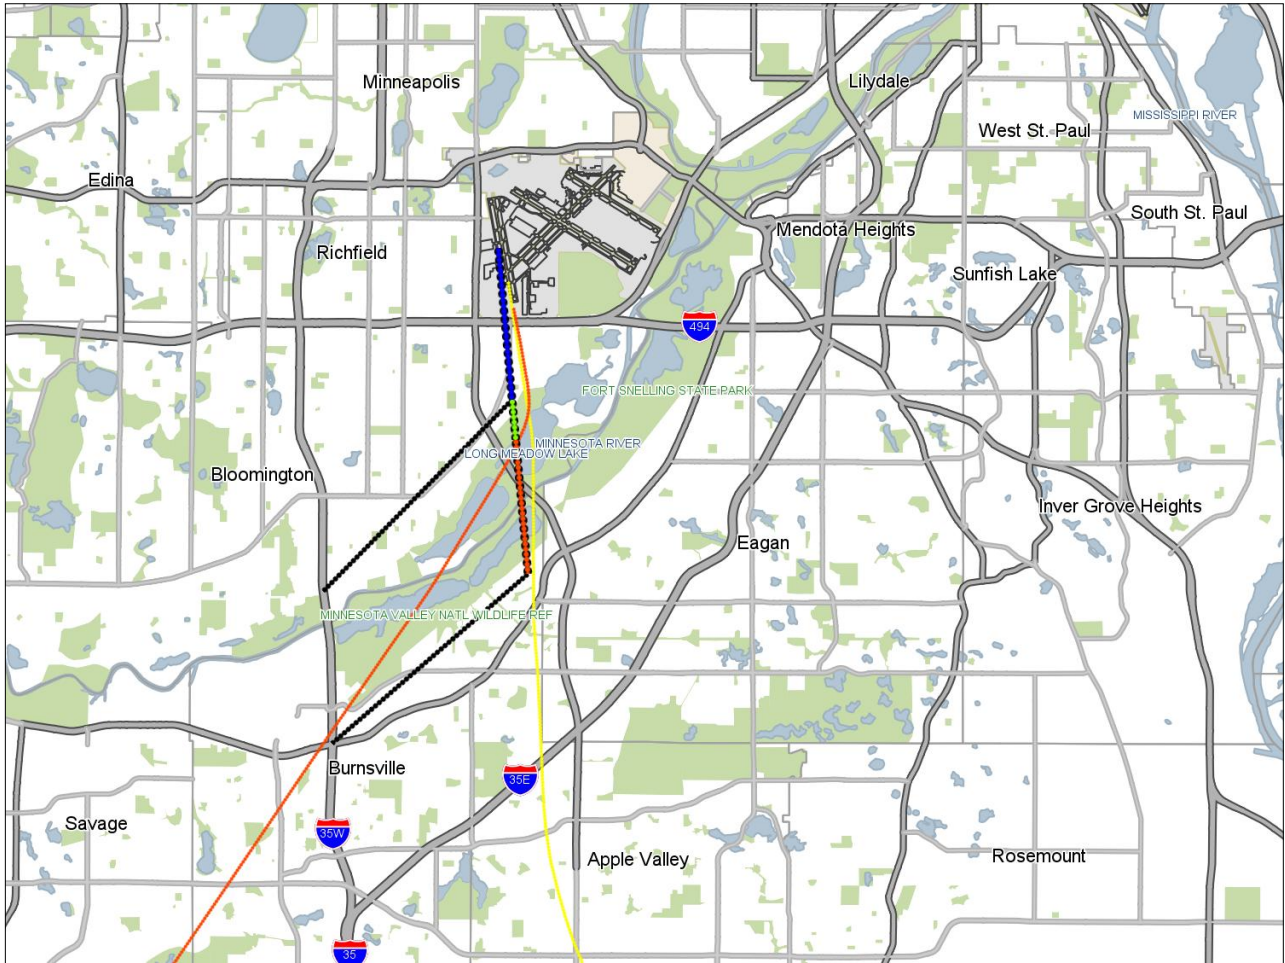 Minneapolis
Lilydale
MISSISSIPPI RIVER
West St. Paul
Edina
South St. Paul
Mendota Heights
Richfield
Sunfish Lake
494
FORT SNELLING STATE PARK
MINNESOTA RIVER
LONG MEADOW LAKE
Bloomington
Inver Grove Heights
Eagan
MINNESOTA VALLEY NATL WILDLIFE REF
Burnsville
35E
Savage
35W
Apple Valley
Rosemount
35